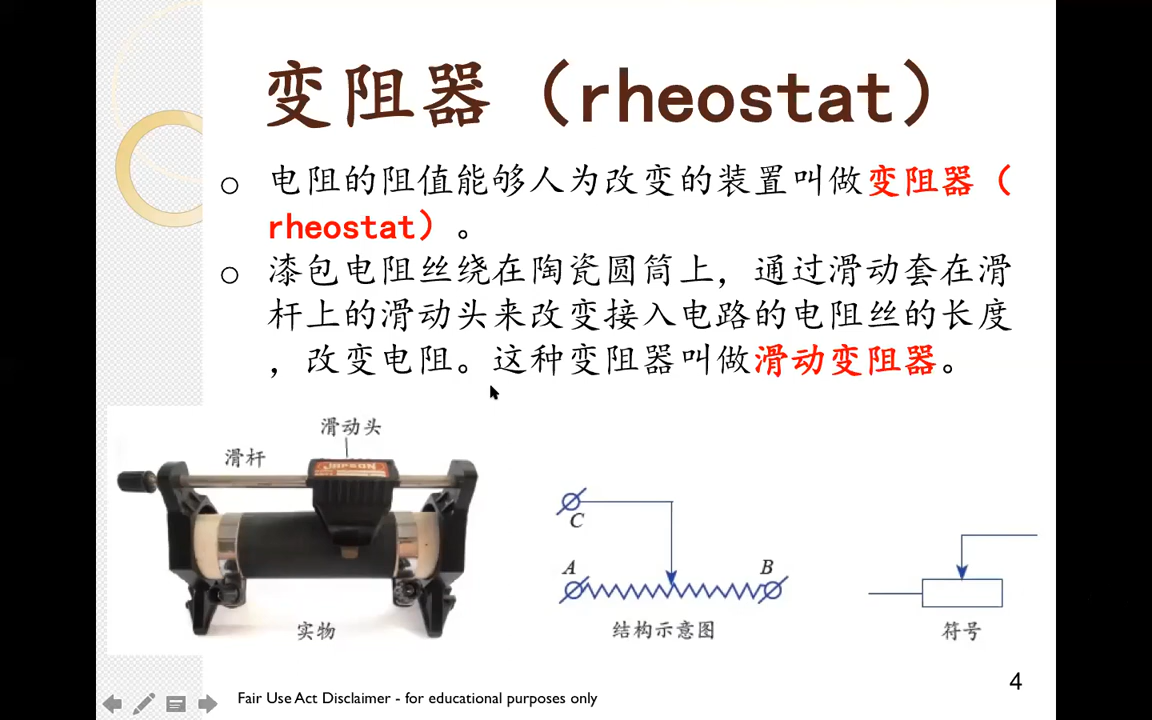 变阻器（rheostat）
电阻的阻值能够人为改变的装置叫做变阻器（
rheostat）。
漆包电阻丝绕在陶瓷圆筒上，通过滑动套在滑
杆上的滑动头来改变接入电路的电阻丝的长度
，改变电阻。这种变阻器叫做滑动变阻器。
滑动头
滑杆
C
A
B
实物
结构示意图
符号
4
Fair Use Act Disclaimer - for educational purposes only